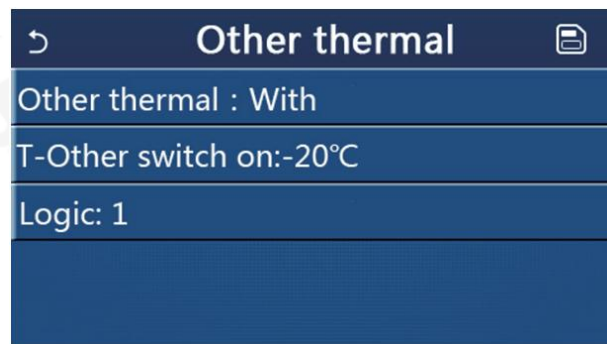 Other thermal
Other thermal : With
T-Other switch on:-20℃
Logic: 1